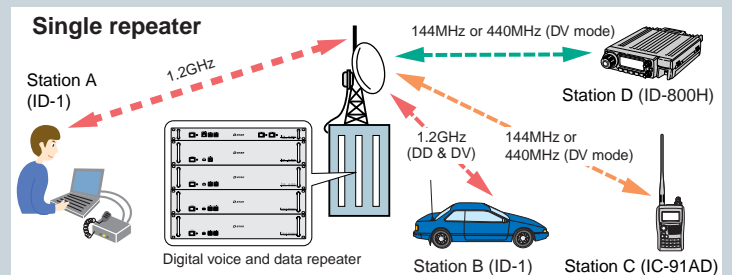 Single repeater
Station A
(ID-1)
1.2GHz
144MHz or 440MHz (DV mode)
Station D (ID-800H)
1.2GHz
(DD & DV)
144MHz or
440MHz (DV mode)
Digital voice and data repeater
Station B (ID-1)
Station C (IC-91AD)